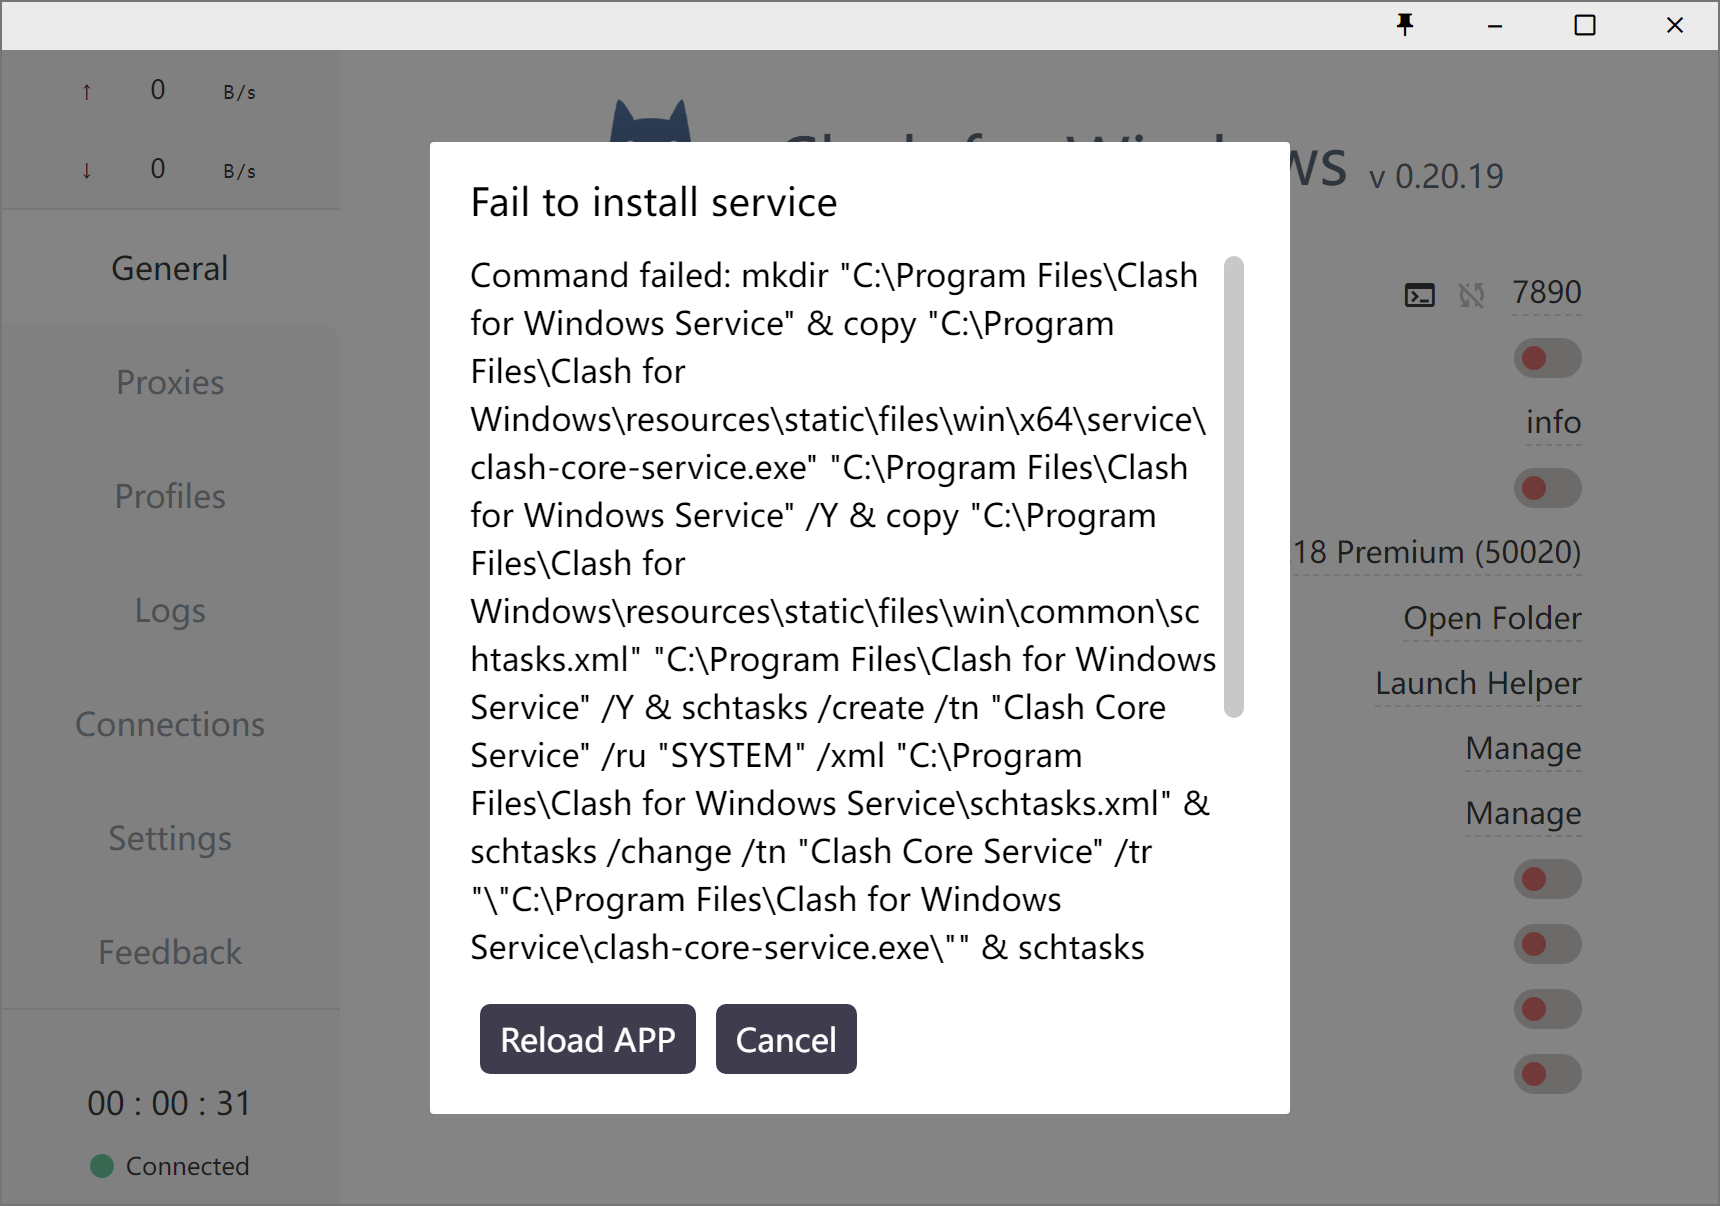 ↑ 0 B/s
↓ 0 B/s
General
Proxies
Profiles
Logs
Connections
Settings
Feedback
00 : 00 : 31
Connected
Clash for Windows v 0.20.19
Fail to install service
Command failed: mkdir "C:\Program Files\Clash
for Windows Service" & copy "C:\Program
Files\Clash for
Windows\resources\static\files\win\x64\service\
clash-core-service.exe" "C:\Program Files\Clash
for Windows Service" /Y & copy "C:\Program
Files\Clash for
Windows\resources\static\files\win\common\sc
htasks.xml" "C:\Program Files\Clash for Windows
Service" /Y & schtasks /create /tn "Clash Core
Service" /ru "SYSTEM" /xml "C:\Program
Files\Clash for Windows Service\schtasks.xml" &
schtasks /change /tn "Clash Core Service" /tr
"\"C:\Program Files\Clash for Windows
Service\clash-core-service.exe\"" & schtasks
Reload APP
Cancel
7890
info
18 Premium (50020)
Open Folder
Launch Helper
Manage
Manage